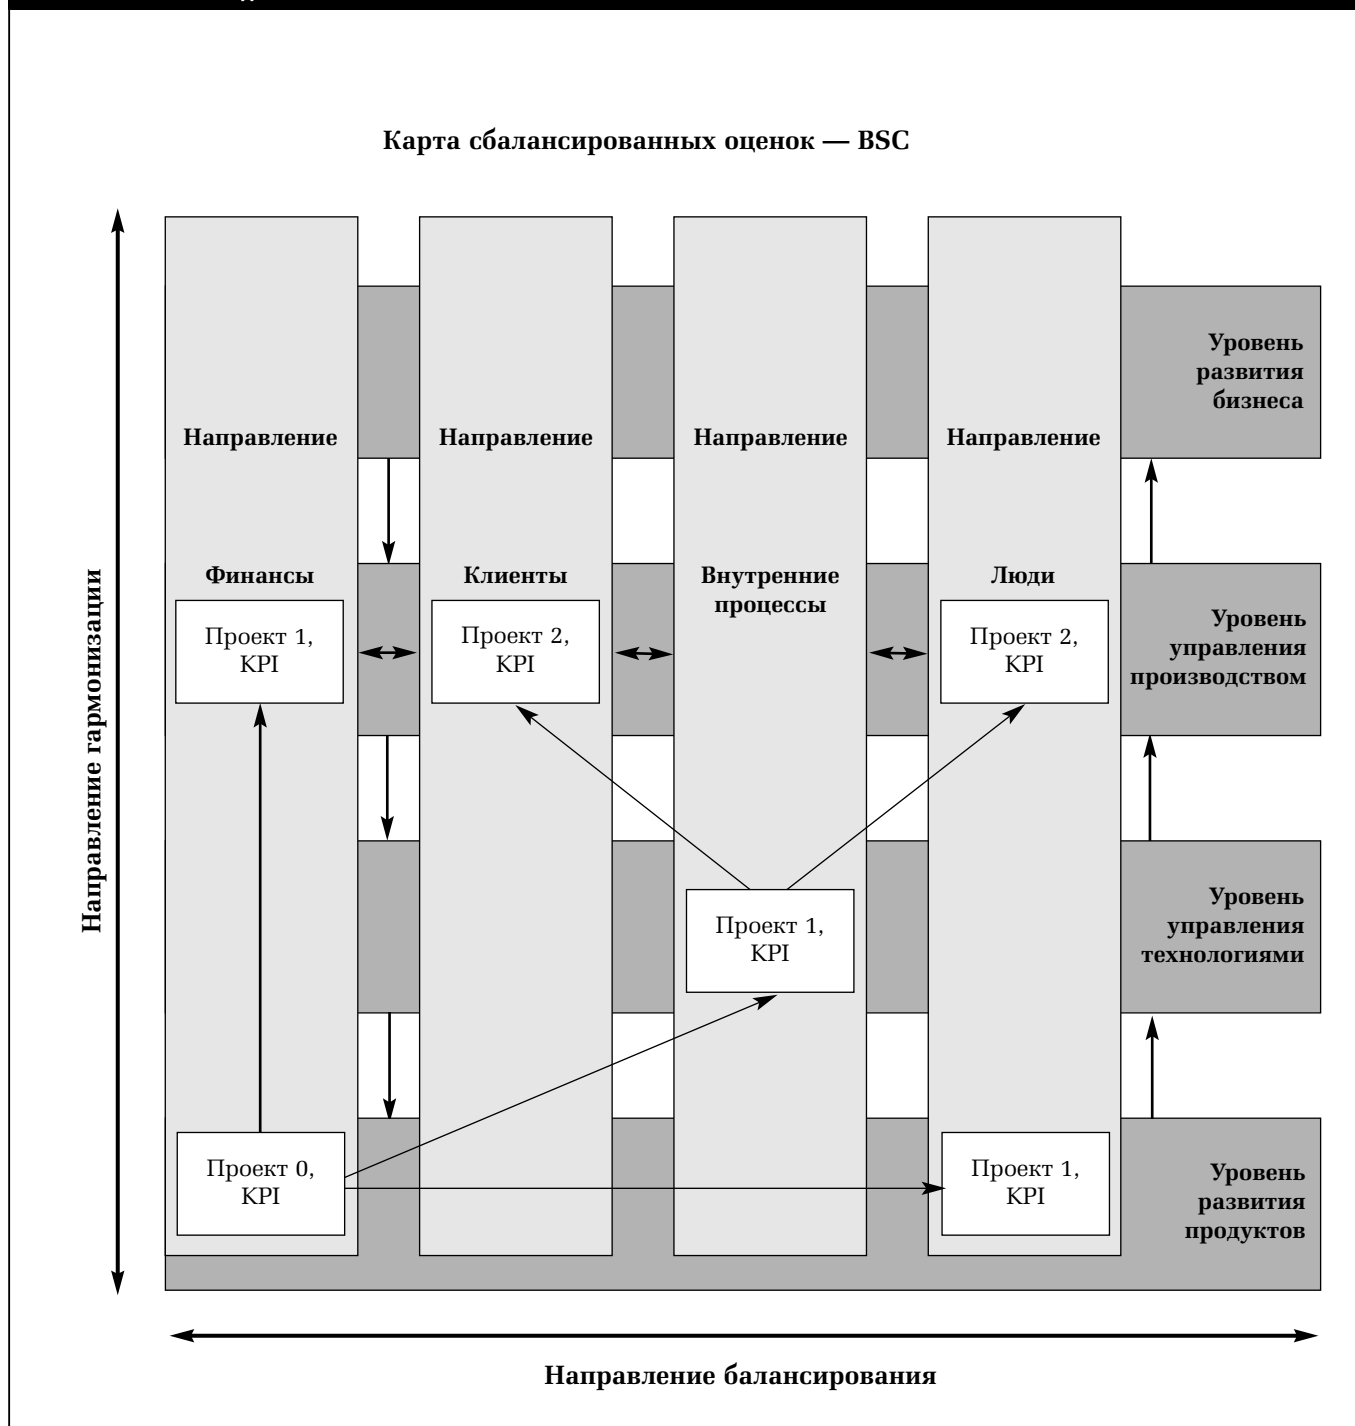 Карта сбалансированных оценок — BSC
Уровень
развития
бизнеса
Направление
Направление
Направление
Направление
Финансы
Клиенты
Внутренние
процессы
Люди
Проект 1,
KPI
Проект 2,
KPI
Проект 2,
KPI
Уровень
управления
производством
Направление гармонизации
Проект 1,
KPI
Уровень
управления
технологиями
Проект 0,
KPI
Проект 1,
KPI
Уровень
развития
продуктов
Направление балансирования